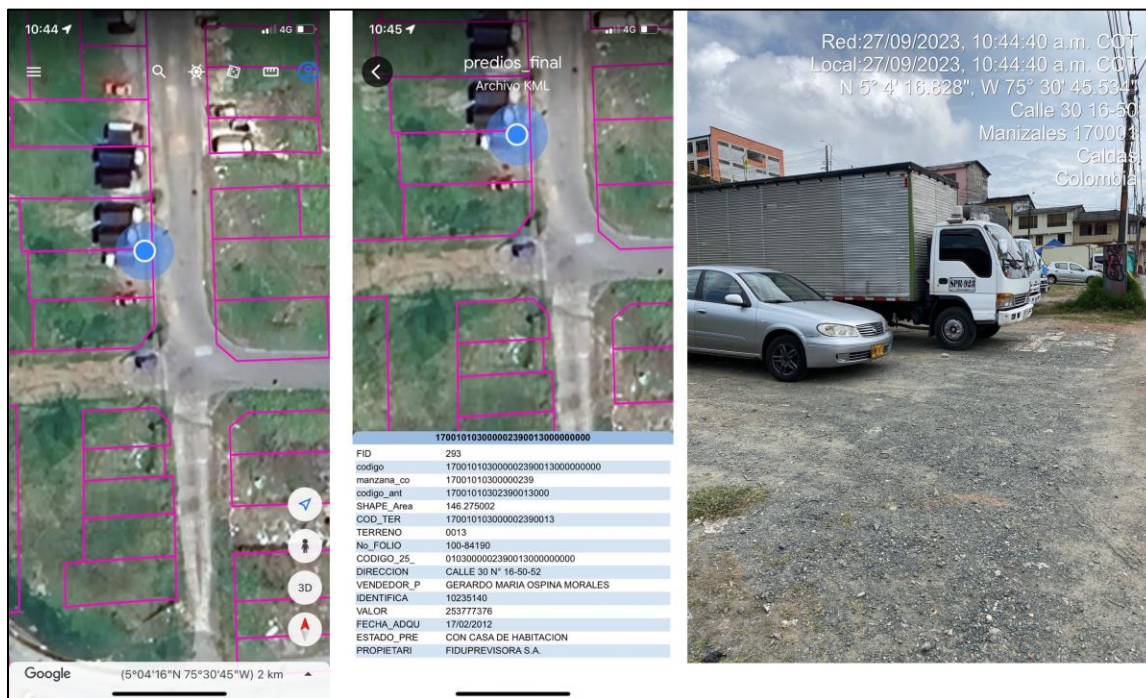 10:44
4G
Google
(5°04'16"N 75°30'45"W) 2 km
3D
10:45
4G
predios_final
Archivo KML
170010103000002390013000000000
FID 293
codigo 170010103000002390013000000000
manzana_co 17001010300000239
codigo_ant 17001010302390013000
SHAPE_Area 146.275002
COD_TER 170010103000002390013
TERRENO 0013
No_FOLIO 100-84190
CODIGO_25_ 0103000002390013000000000
DIRECCION CALLE 30 N° 16-50-52
VENDEDOR_P GERARDO MARIA OSPINA MORALES
IDENTIFICA 10235140
VALOR 253777376
FECHA_ADQU 17/02/2012
ESTADO_PRE CON CASA DE HABITACION
PROPIETARI FIDUPREVISORA S.A.
Red:27/09/2023, 10:44:40 a.m. COT
Local:27/09/2023, 10:44:40 a.m. COT
N 5° 4' 16.828", W 75° 30' 45.534"
Calle 30 16-50
Manizales 170001
Caldas
Colombia
SPR-023